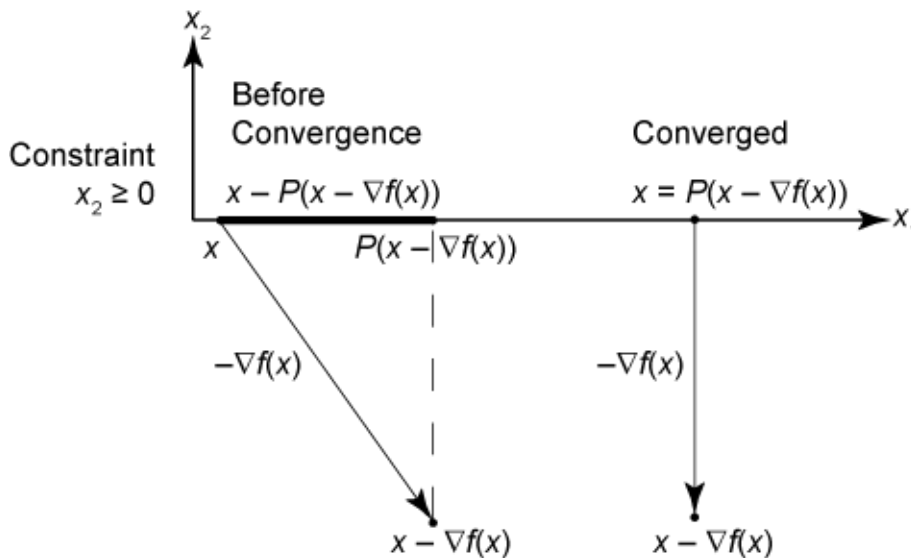 x₂
Before
Convergence
Converged
Constraint
x₂ ≥ 0
x – P(x – ∇f(x))
x = P(x – ∇f(x))
x
P(x – ∇f(x))
x
–∇f(x)
–∇f(x)
x – ∇f(x)
x – ∇f(x)